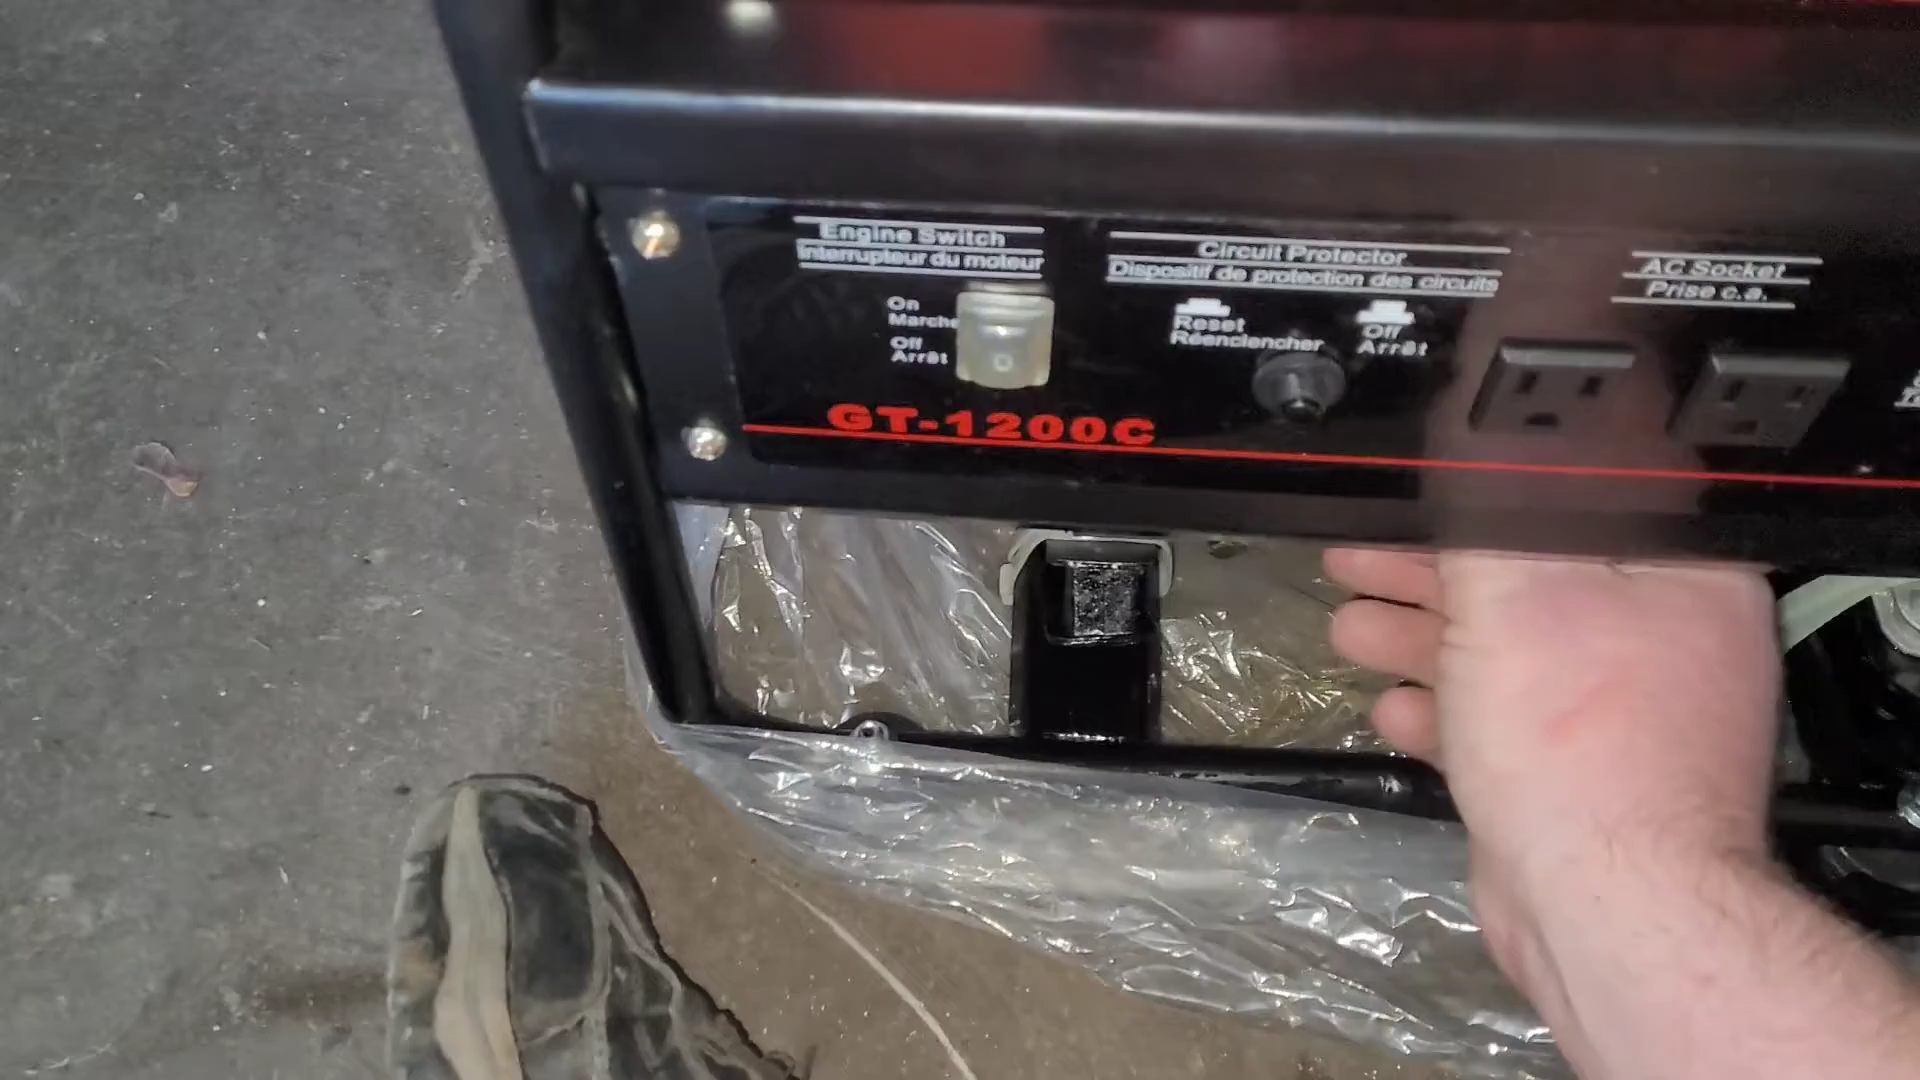 Engine Switch
Interrupteur du moteur
On
Marche
Off
Arrêt
Circuit Protector
Dispositif de protection des circuits
Reset
Réenclencher
Off
Arrêt
AC Socket
Prise c.a.
GT-1200C